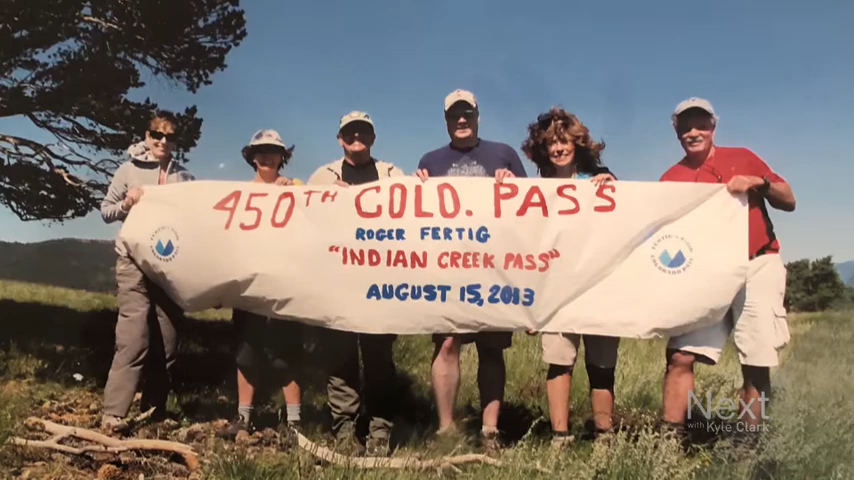 450TH COLO. PASS
ROGER FERTIG
"INDIAN CREEK PASS"
AUGUST 15, 2013
Next
with Kyle Clark